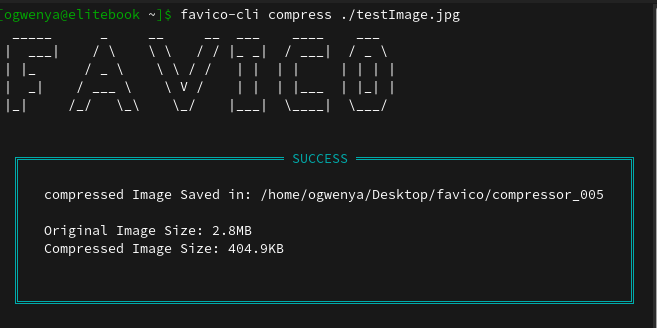 [ogwenya@elitebook ~]$ favico-cli compress ./testImage.jpg
FAVICO
SUCCESS
compressed Image Saved in: /home/ogwenya/Desktop/favico/compressor_005
Original Image Size: 2.8MB
Compressed Image Size: 404.9KB